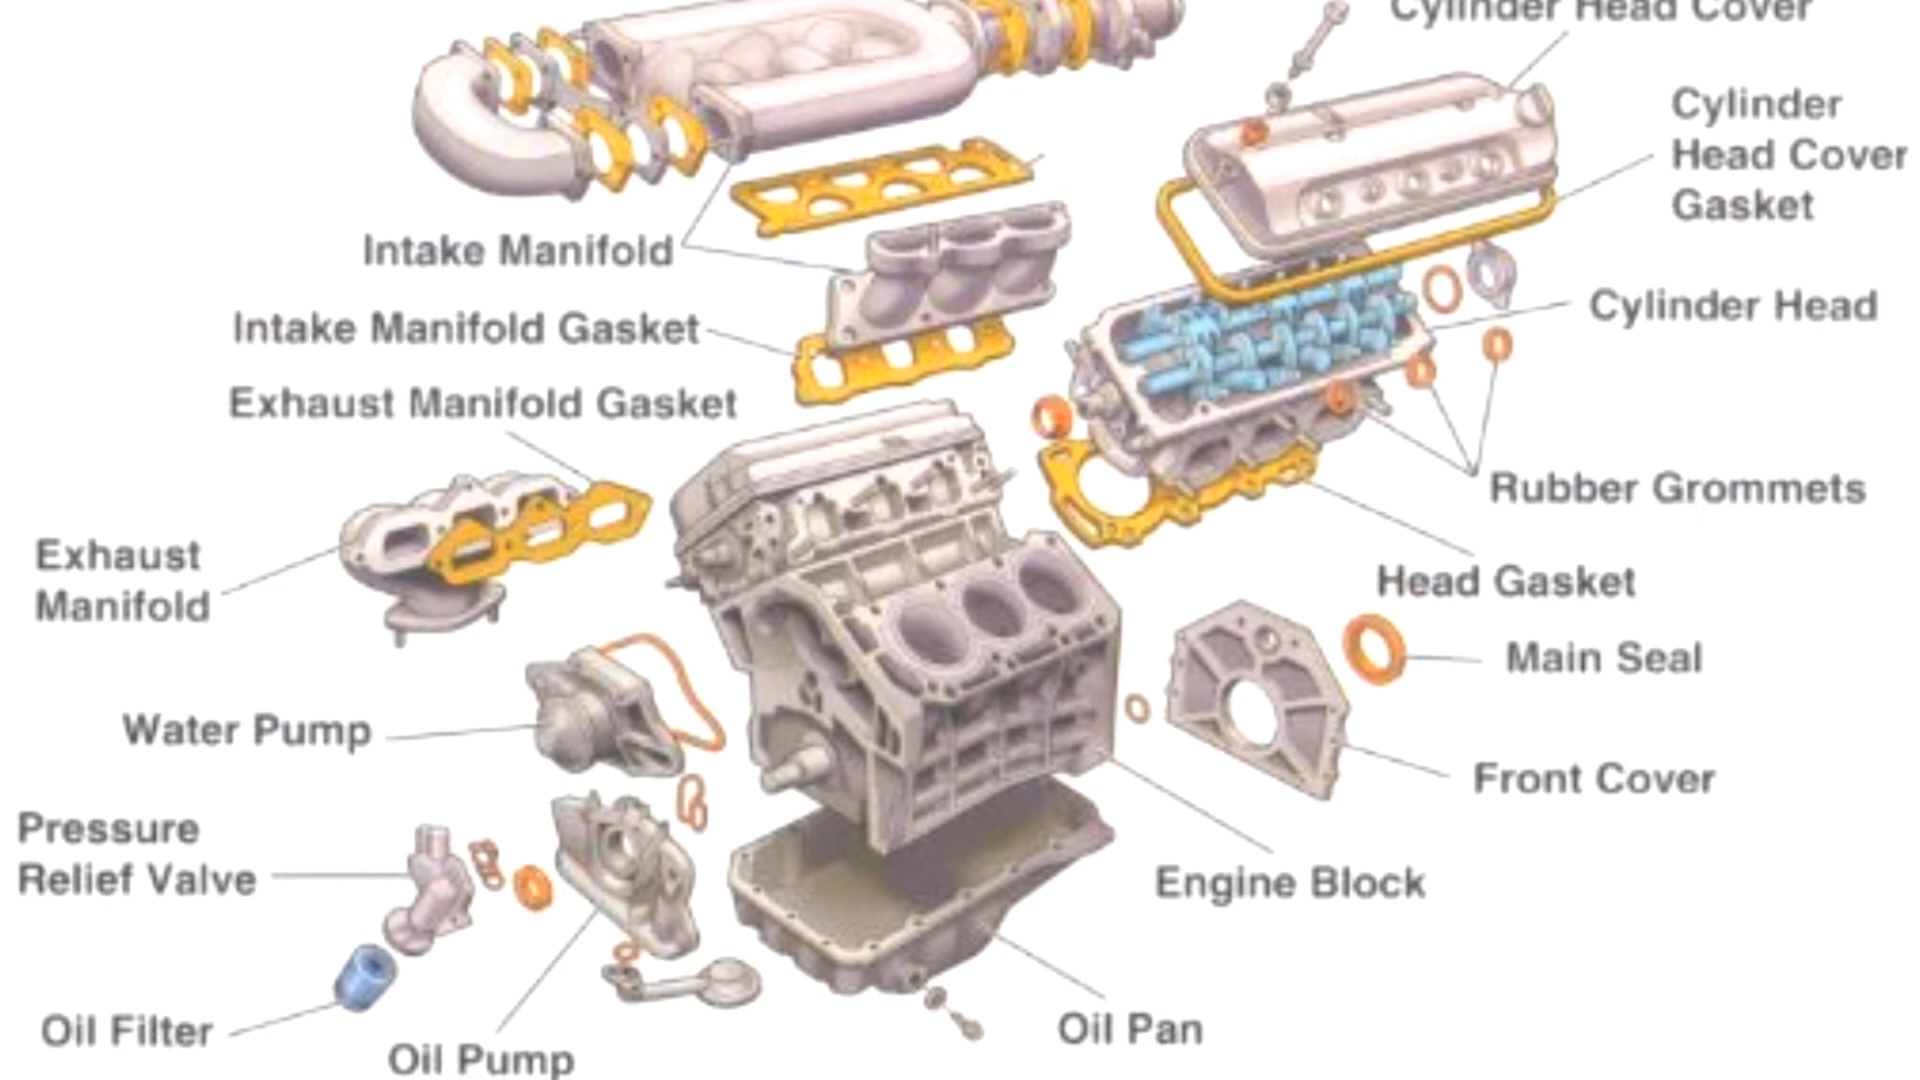 Cylinder Head Cover
Cylinder
Head Cover
Gasket
Intake Manifold
Cylinder Head
Intake Manifold Gasket
Exhaust Manifold Gasket
Rubber Grommets
Exhaust
Manifold
Head Gasket
Main Seal
Water Pump
Front Cover
Pressure
Relief Valve
Engine Block
Oil Filter
Oil Pump
Oil Pan